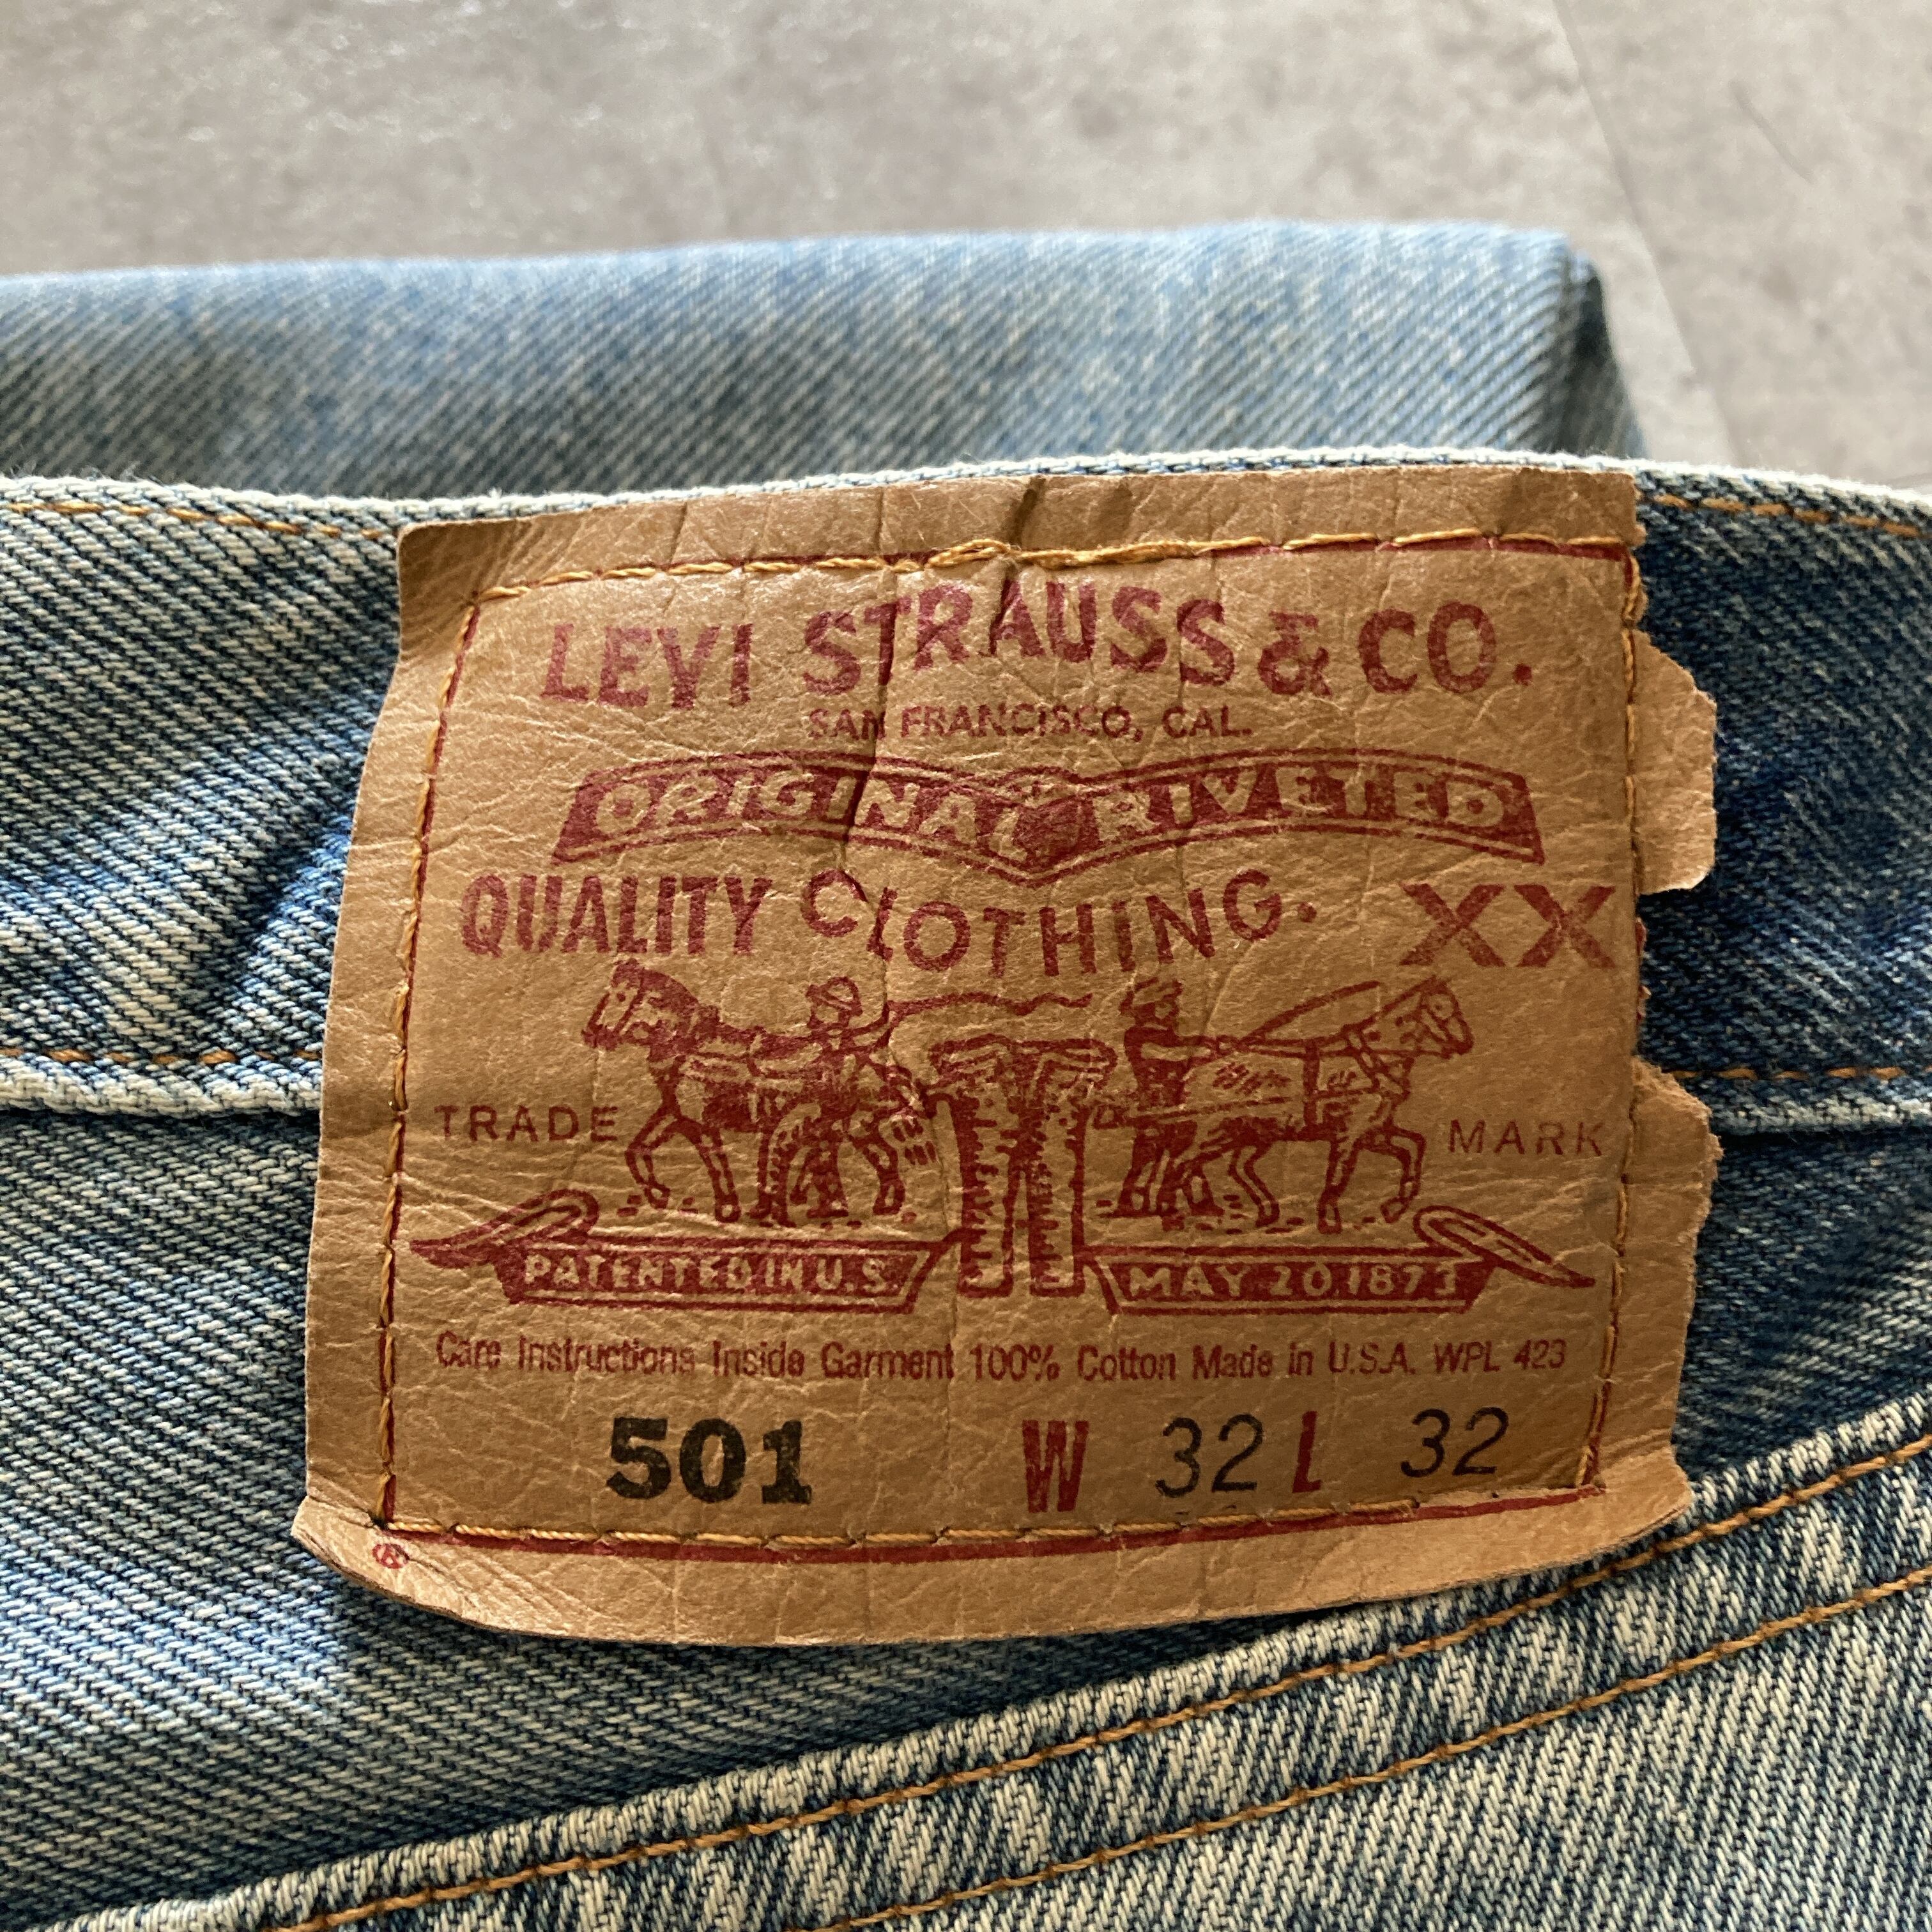 LEVI STRAUSS & CO.
SAN FRANCISCO, CAL.
ORIGINAL RIVETED
QUALITY CLOTHING. XX
TRADE MARK
PATENTED IN U.S. MAY 20 1873
Care Instructions Inside Garment 100% Cotton Made in U.S.A. WPL 423
501 W 32 L 32
®